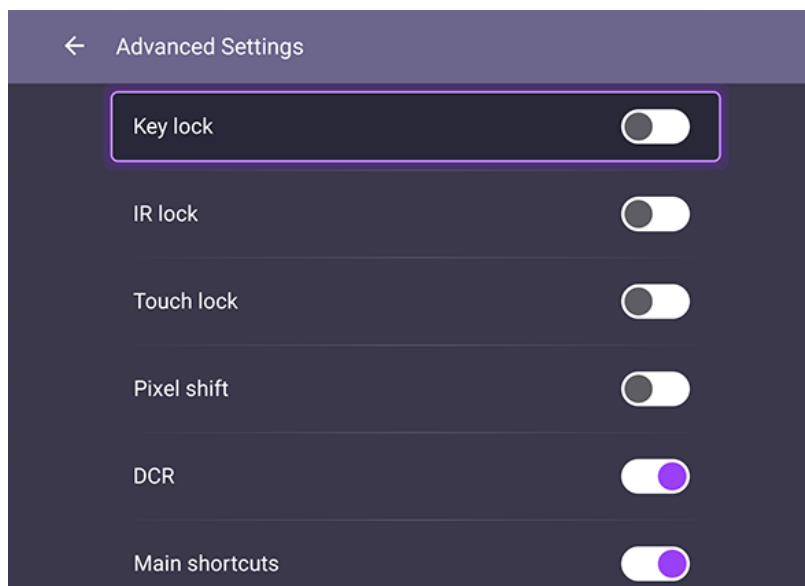 Advanced Settings
Key lock
IR lock
Touch lock
Pixel shift
DCR
Main shortcuts